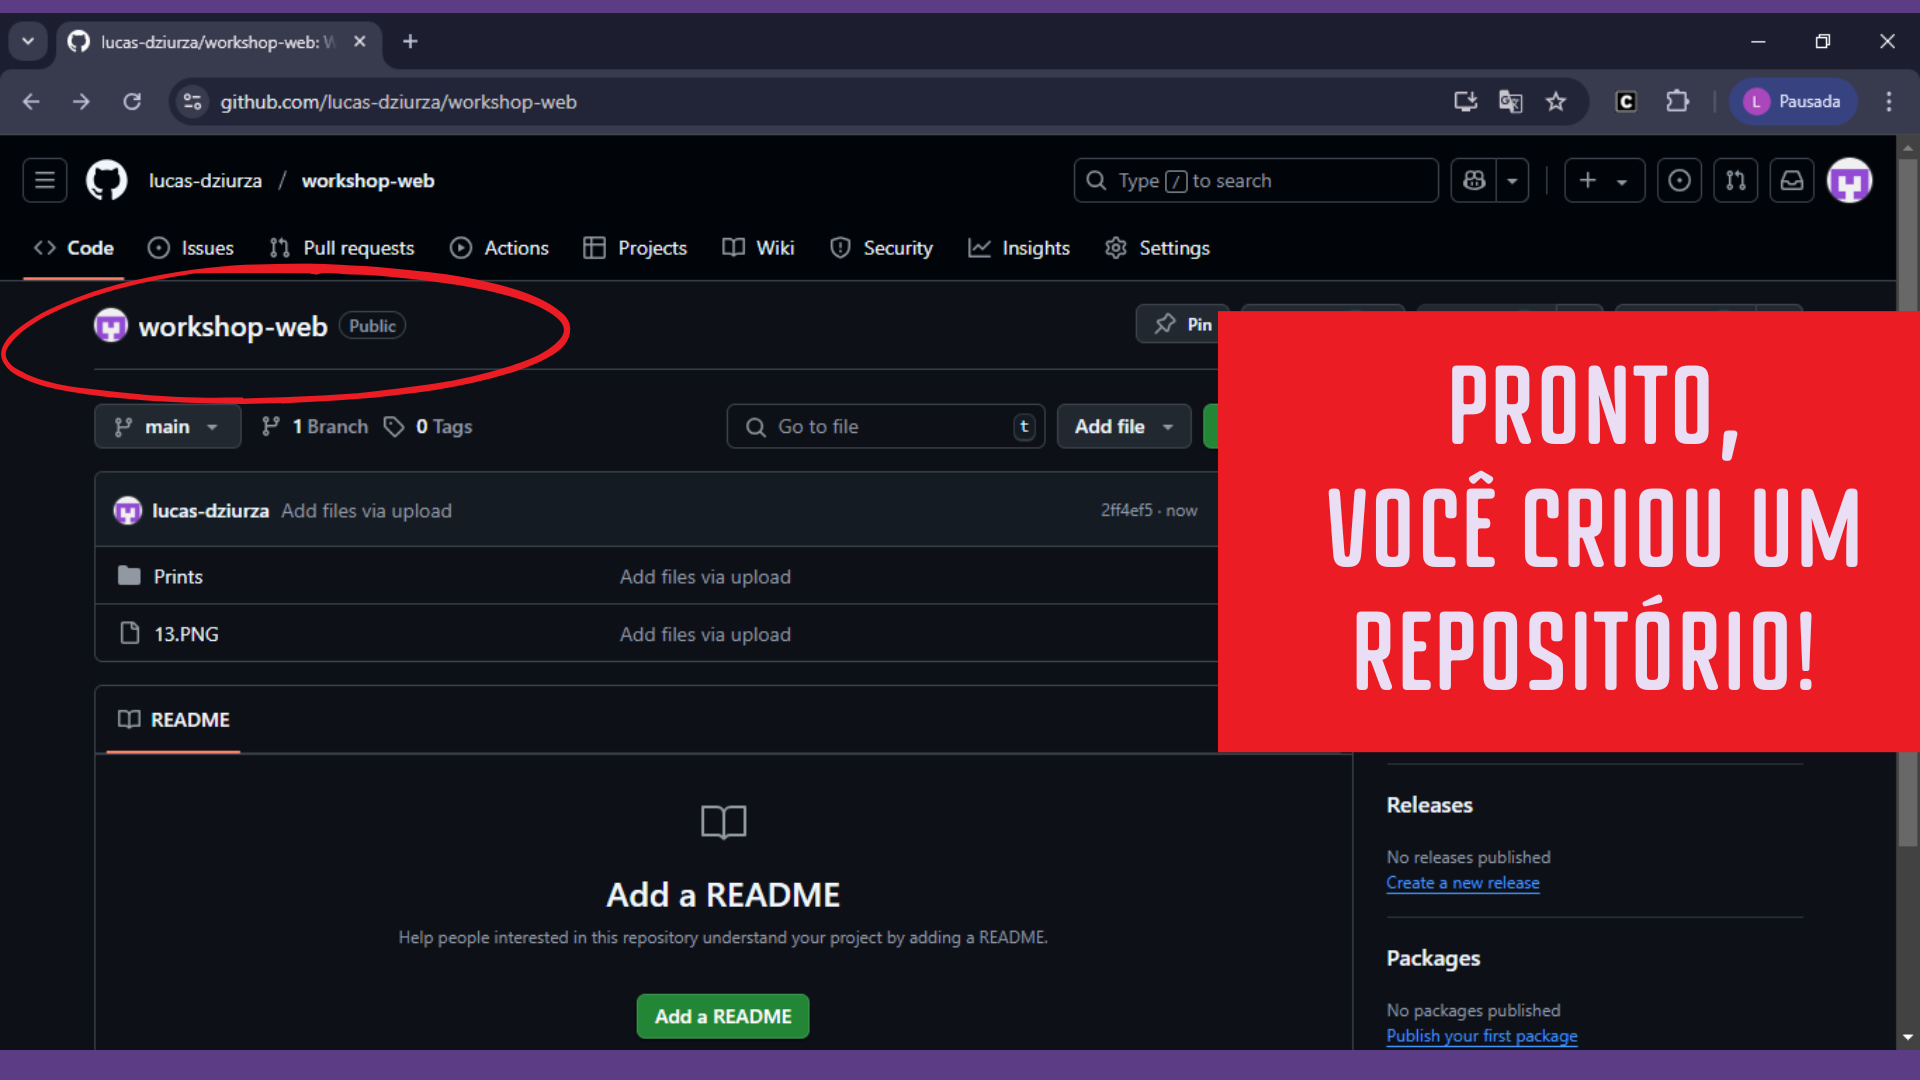 lucas-dziurza/workshop-web: W
github.com/lucas-dziurza/workshop-web
L Pausada
lucas-dziurza / workshop-web
Type / to search
Code Issues Pull requests Actions Projects Wiki Security Insights Settings
workshop-web Public
Pin
main 1 Branch 0 Tags
Go to file t
Add file
lucas-dziurza Add files via upload 2ff4ef5 · now
Prints Add files via upload
13.PNG Add files via upload
README
Add a README
Help people interested in this repository understand your project by adding a README.
Add a README
PRONTO,
VOCÊ CRIOU UM
REPOSITÓRIO!
Releases
No releases published
Create a new release
Packages
No packages published
Publish your first package